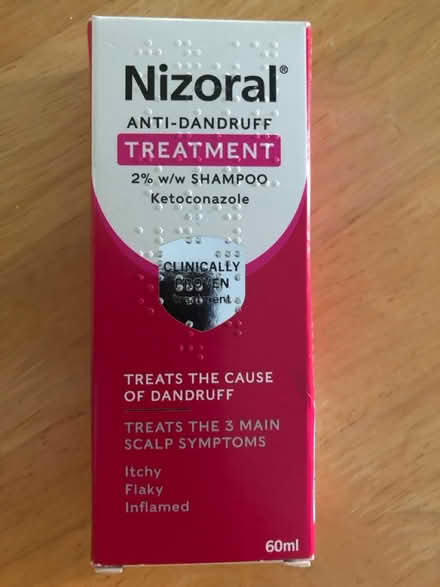 Nizoral®
ANTI-DANDRUFF
TREATMENT
2% w/w SHAMPOO
Ketoconazole
CLINICALLY
PROVEN
treatment
TREATS THE CAUSE
OF DANDRUFF
TREATS THE 3 MAIN
SCALP SYMPTOMS
Itchy
Flaky
Inflamed
60ml